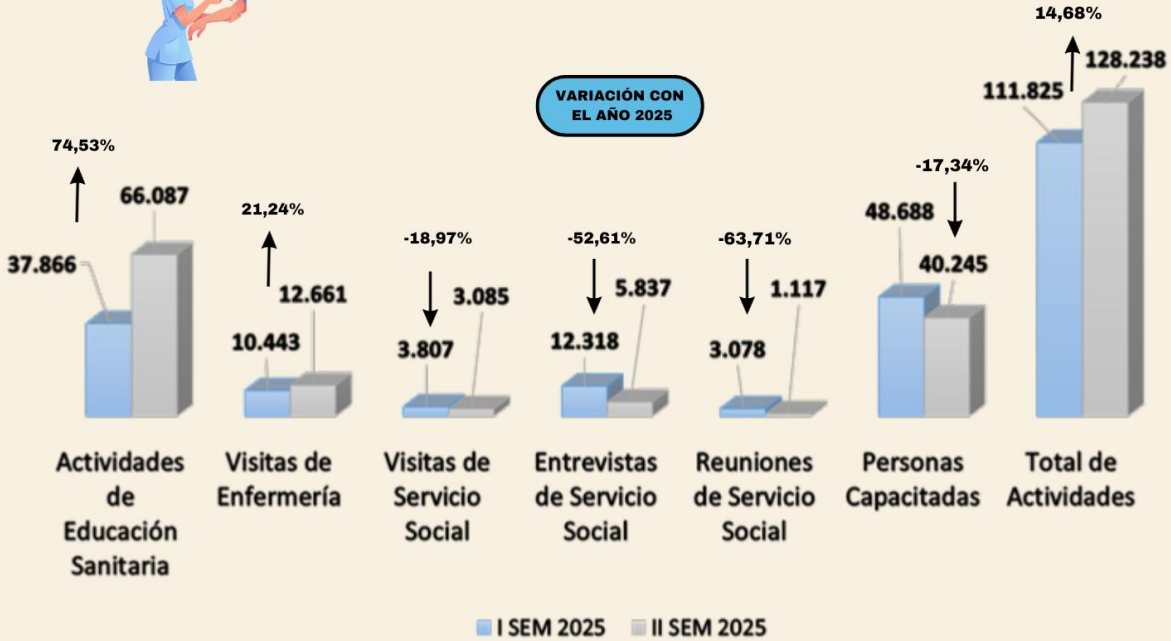 VARIACIÓN CON
EL AÑO 2025
74,53%
37.866
66.087
21,24%
10.443
12.661
-18,97%
3.807
3.085
-52,61%
12.318
5.837
-63,71%
3.078
1.117
-17,34%
48.688
40.245
14,68%
111.825
128.238
Actividades
de
Educación
Sanitaria
Visitas de
Enfermería
Visitas de
Servicio
Social
Entrevistas
de Servicio
Social
Reuniones
de Servicio
Social
Personas
Capacitadas
Total de
Actividades
I SEM 2025
II SEM 2025